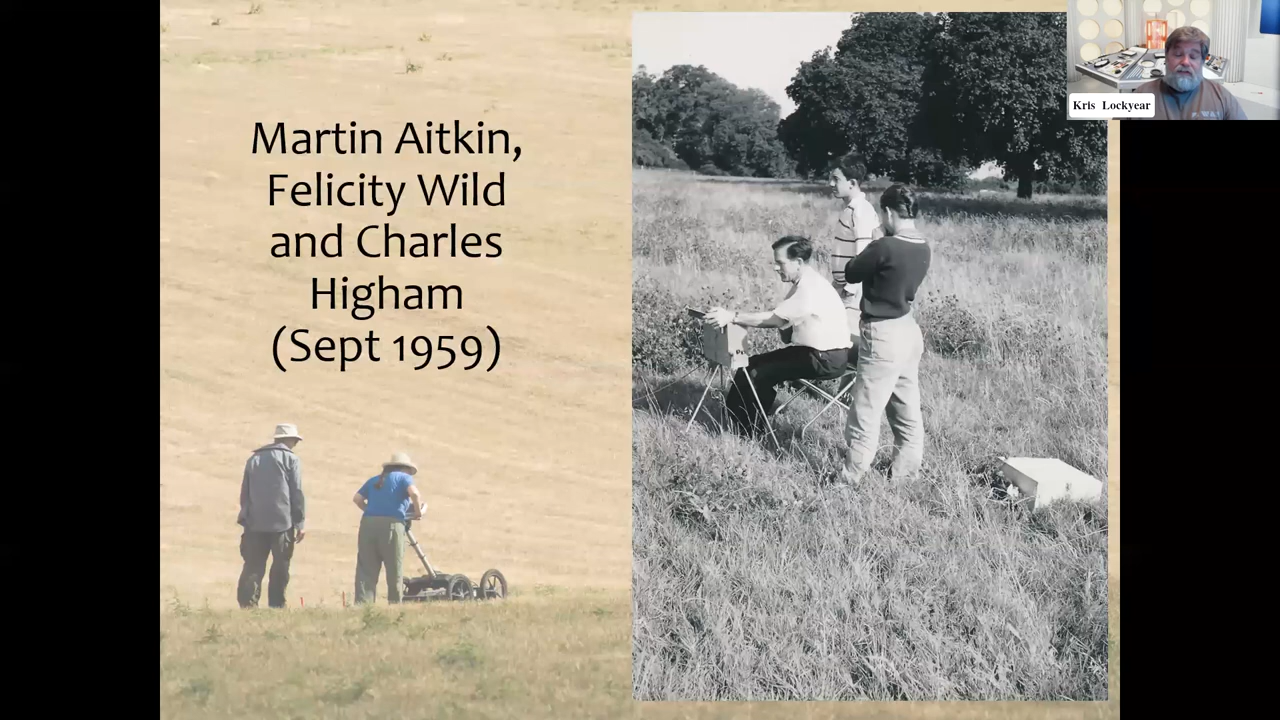 Martin Aitkin,
Felicity Wild
and Charles
Higham
(Sept 1959)
Kris Lockyear